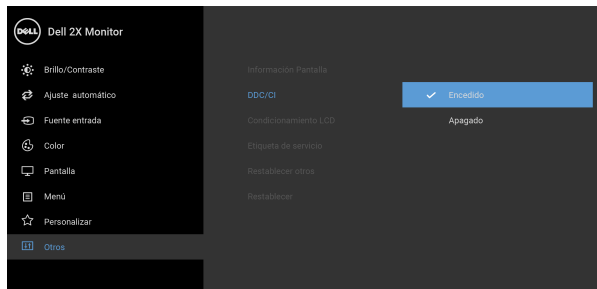 DELL Dell 2X Monitor
Brillo/Contraste
Información Pantalla
Ajuste automático
DDC/CI
Encedido
Fuente entrada
Condicionamiento LCD
Apagado
Color
Etiqueta de servicio
Pantalla
Restablecer otros
Menú
Restablecer
Personalizar
Otros